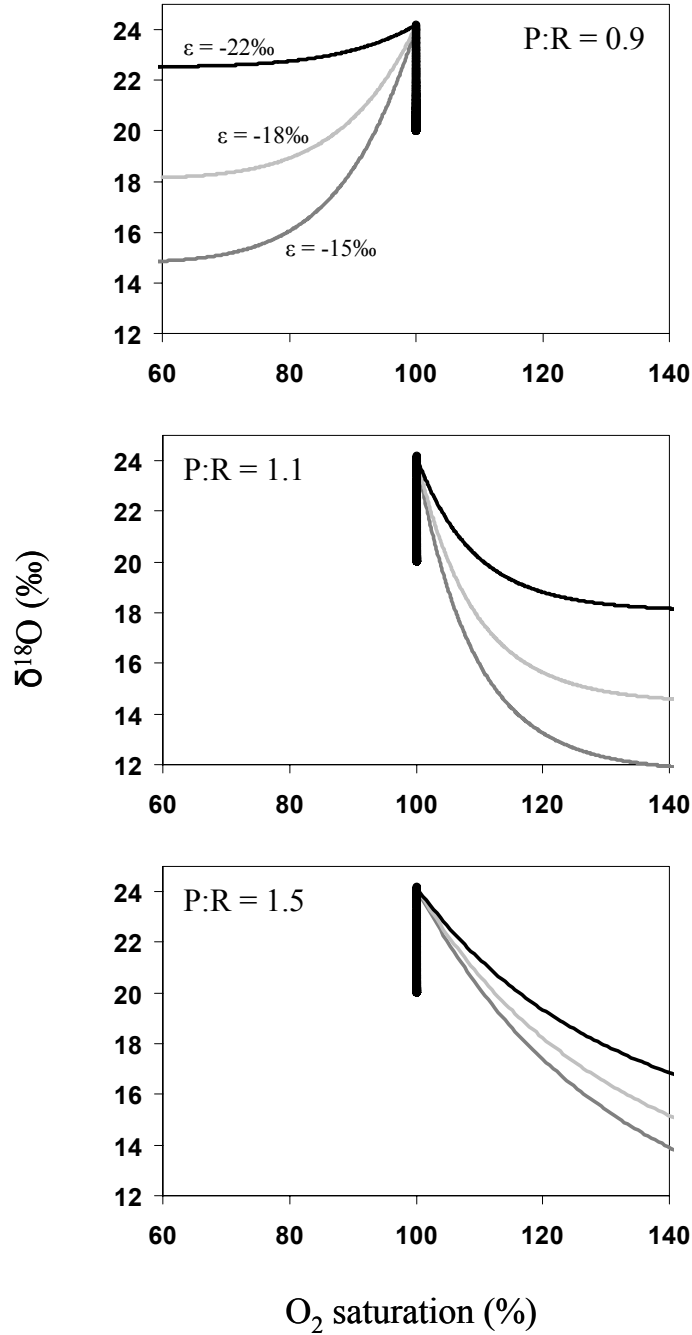 24
22
20
18
16
14
12
ε = -22‰
P:R = 0.9
ε = -18‰
ε = -15‰
60 80 100 120 140
24
22
20
18
16
14
12
P:R = 1.1
60 80 100 120 140
δ¹⁸O (‰)
24
22
20
18
16
14
12
P:R = 1.5
60 80 100 120 140
O₂ saturation (%)